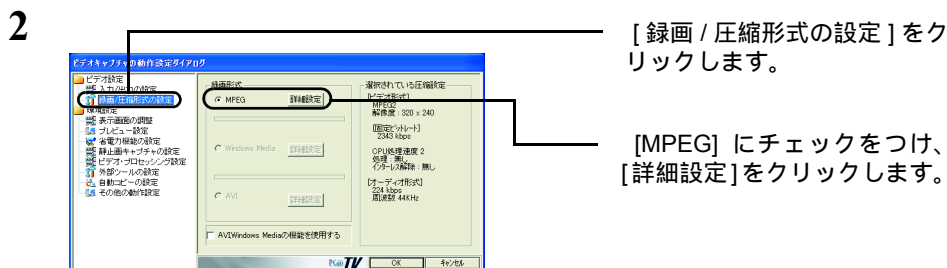 2
[ 録画 / 圧縮形式の設定 ] をク
リックします。
[MPEG] にチェックをつけ、
[詳細設定]をクリックします。
ビデオキャプチャの動作設定ダイアログ
ビデオ設定
入力/出力の設定
録画/圧縮形式の設定
環境設定
表示画面の調整
プレビュー設定
省電力機能の設定
静止画キャプチャの設定
ビデオ・プロセッシング設定
外部ツールの設定
自動コピーの設定
その他の動作設定
録画形式
MPEG 詳細設定
Windows Media 詳細設定
AVI 詳細設定
AVI,Windows Mediaの機能を使用する
選択されている圧縮設定
[ビデオ形式]
MPEG2
解像度 : 320 x 240
[固定ビットレート]
2343 kbps
CPU処理速度 2
処理 : 無し
インターレス解除 : 無し
[オーディオ形式]
224 kbps
周波数 44KHz
TV OK キャンセル